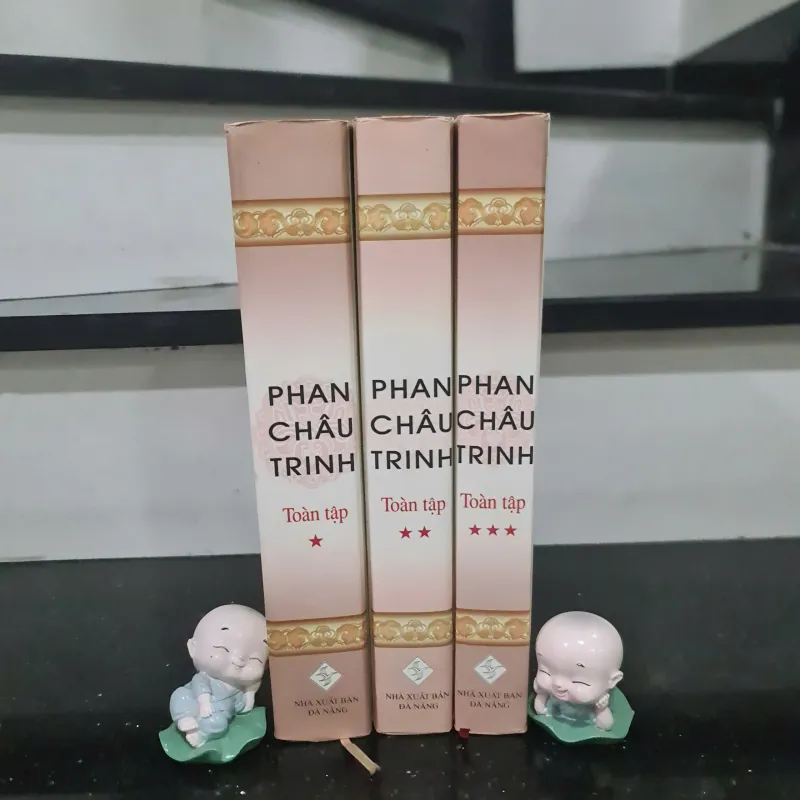 PHAN
CHÂU
TRINH
Toàn tập
★
NHÀ XUẤT BẢN
ĐÀ NẴNG
PHAN
CHÂU
TRINH
Toàn tập
★★
NHÀ XUẤT BẢN
ĐÀ NẴNG
PHAN
CHÂU
TRINH
Toàn tập
★★★
NHÀ XUẤT BẢN
ĐÀ NẴNG